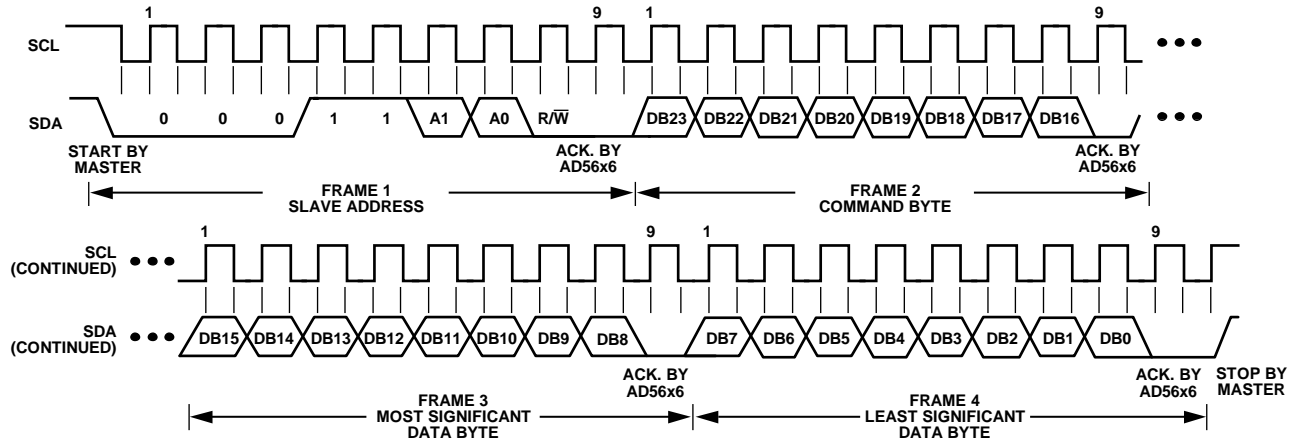 1 9 1 9
SCL
SDA 0 0 0 1 1 A1 A0 R/W̅ DB23 DB22 DB21 DB20 DB19 DB18 DB17 DB16
START BY
MASTER
ACK. BY
AD56x6
ACK. BY
AD56x6
FRAME 1
SLAVE ADDRESS
FRAME 2
COMMAND BYTE
1 9 1 9
SCL
(CONTINUED)
SDA
(CONTINUED)
DB15 DB14 DB13 DB12 DB11 DB10 DB9 DB8 DB7 DB6 DB5 DB4 DB3 DB2 DB1 DB0
ACK. BY
AD56x6
ACK. BY
AD56x6
STOP BY
MASTER
FRAME 3
MOST SIGNIFICANT
DATA BYTE
FRAME 4
LEAST SIGNIFICANT
DATA BYTE